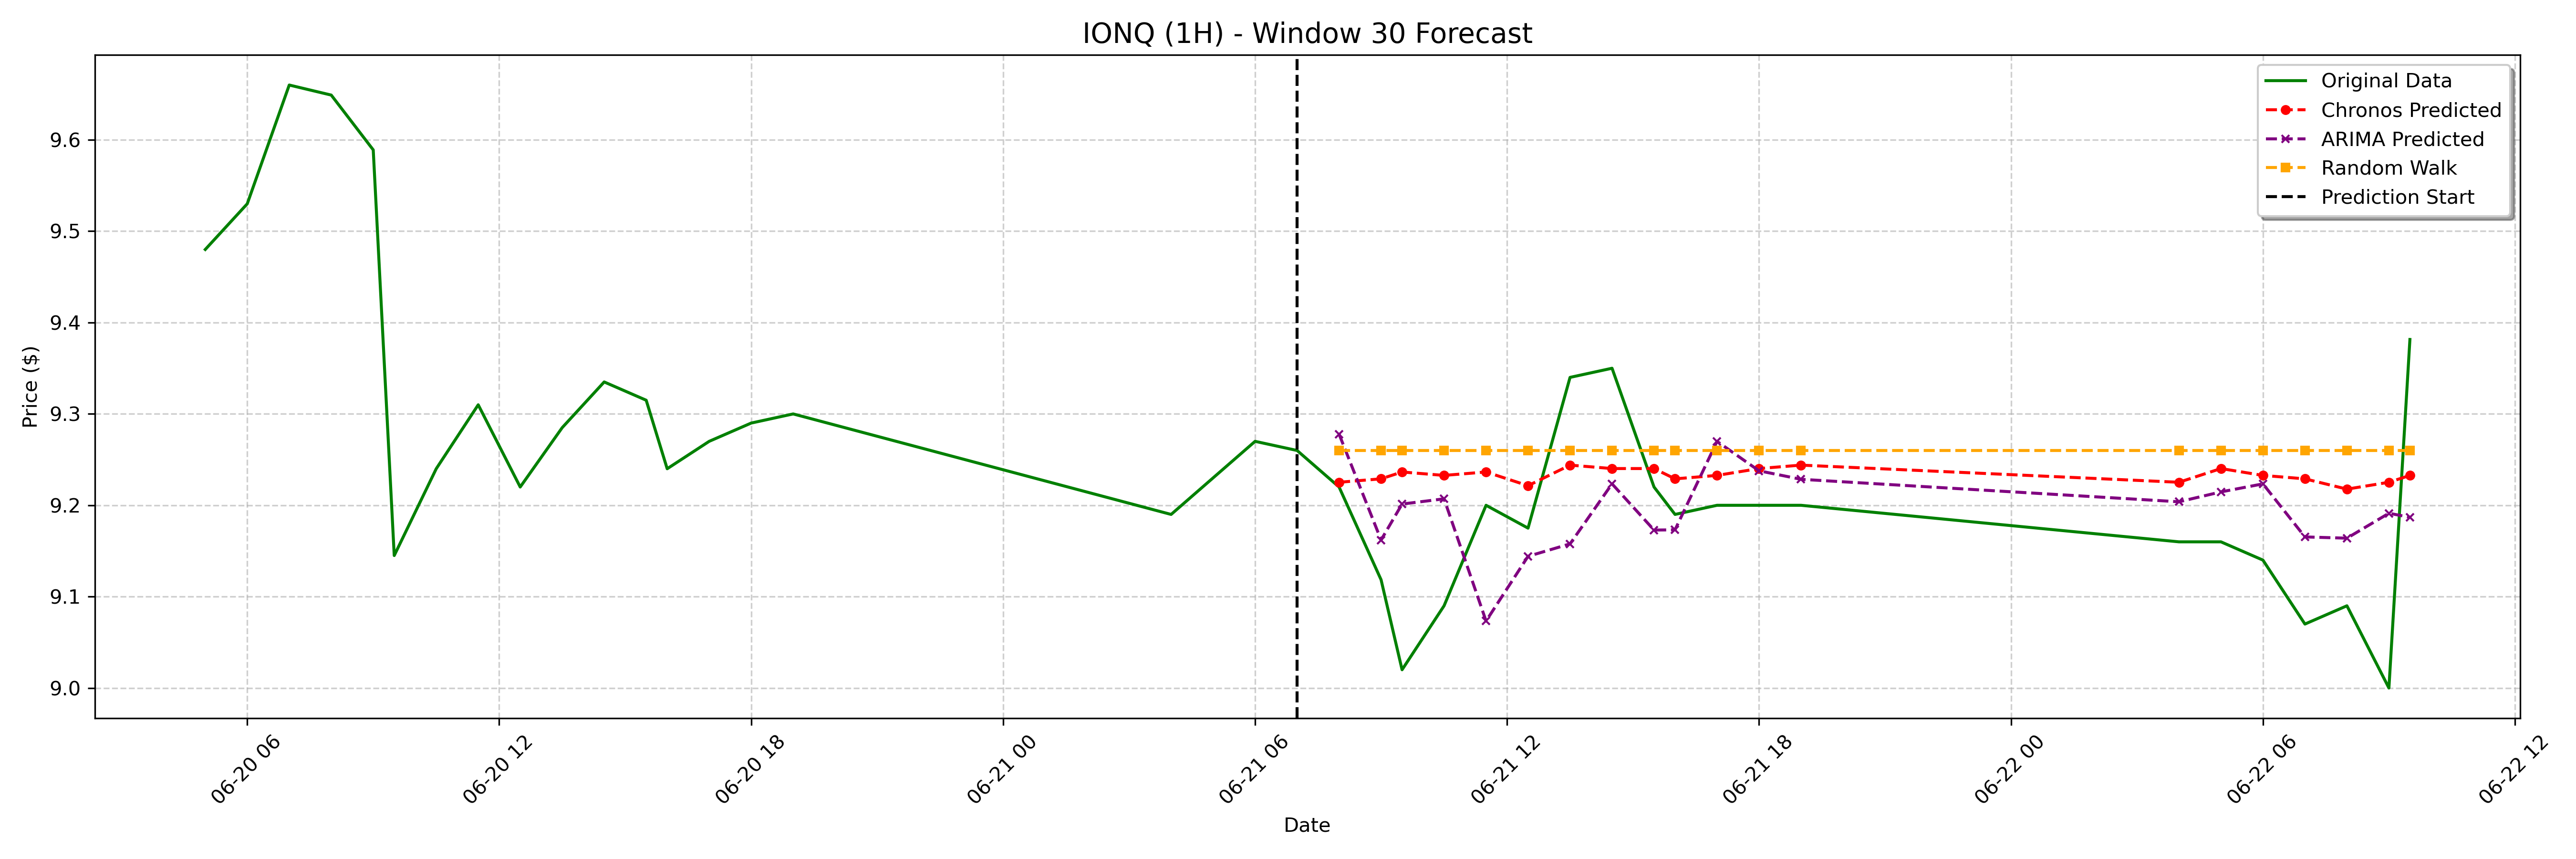 IONQ (1H) - Window 30 Forecast
Original Data
Chronos Predicted
ARIMA Predicted
Random Walk
Prediction Start
Price ($)
9.6
9.5
9.4
9.3
9.2
9.1
9.0
06-20 06
06-20 12
06-20 18
06-21 00
06-21 06
06-21 12
06-21 18
06-22 00
06-22 06
06-22 12
Date